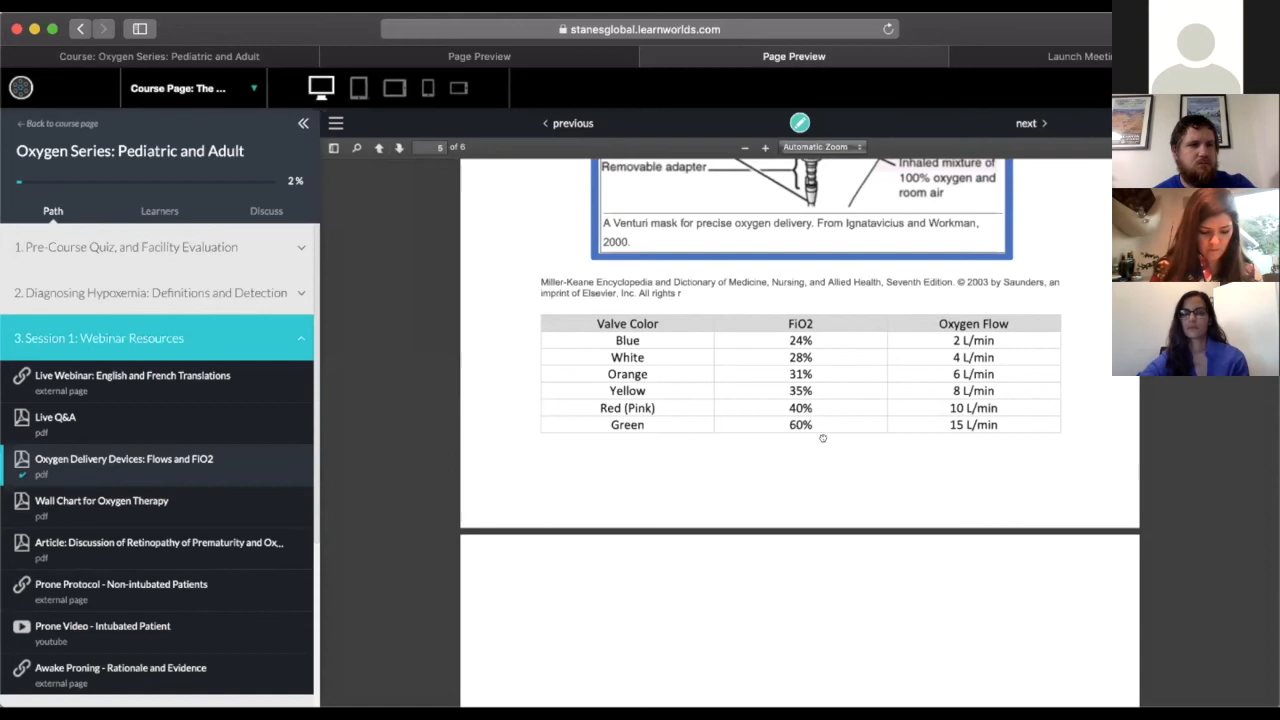 stanesglobal.learnworlds.com
Course: Oxygen Series: Pediatric and Adult
Page Preview
Page Preview
Launch Meeti
Course Page: The ...
← Back to course page
Oxygen Series: Pediatric and Adult
2%
Path
Learners
Discuss
1. Pre-Course Quiz, and Facility Evaluation
2. Diagnosing Hypoxemia: Definitions and Detection
3. Session 1: Webinar Resources
Live Webinar: English and French Translations
external page
Live Q&A
pdf
Oxygen Delivery Devices: Flows and FiO2
pdf
Wall Chart for Oxygen Therapy
pdf
Article: Discussion of Retinopathy of Prematurity and Ox...
pdf
Prone Protocol - Non-intubated Patients
external page
Prone Video - Intubated Patient
youtube
Awake Proning - Rationale and Evidence
external page
previous
next
5 of 6
Automatic Zoom
Removable adapter
Inhaled mixture of
100% oxygen and
room air
A Venturi mask for precise oxygen delivery. From Ignatavicius and Workman,
2000.
Miller-Keane Encyclopedia and Dictionary of Medicine, Nursing, and Allied Health, Seventh Edition. © 2003 by Saunders, an
imprint of Elsevier, Inc. All rights r
Valve Color FiO2 Oxygen Flow
Blue 24% 2 L/min
White 28% 4 L/min
Orange 31% 6 L/min
Yellow 35% 8 L/min
Red (Pink) 40% 10 L/min
Green 60% 15 L/min